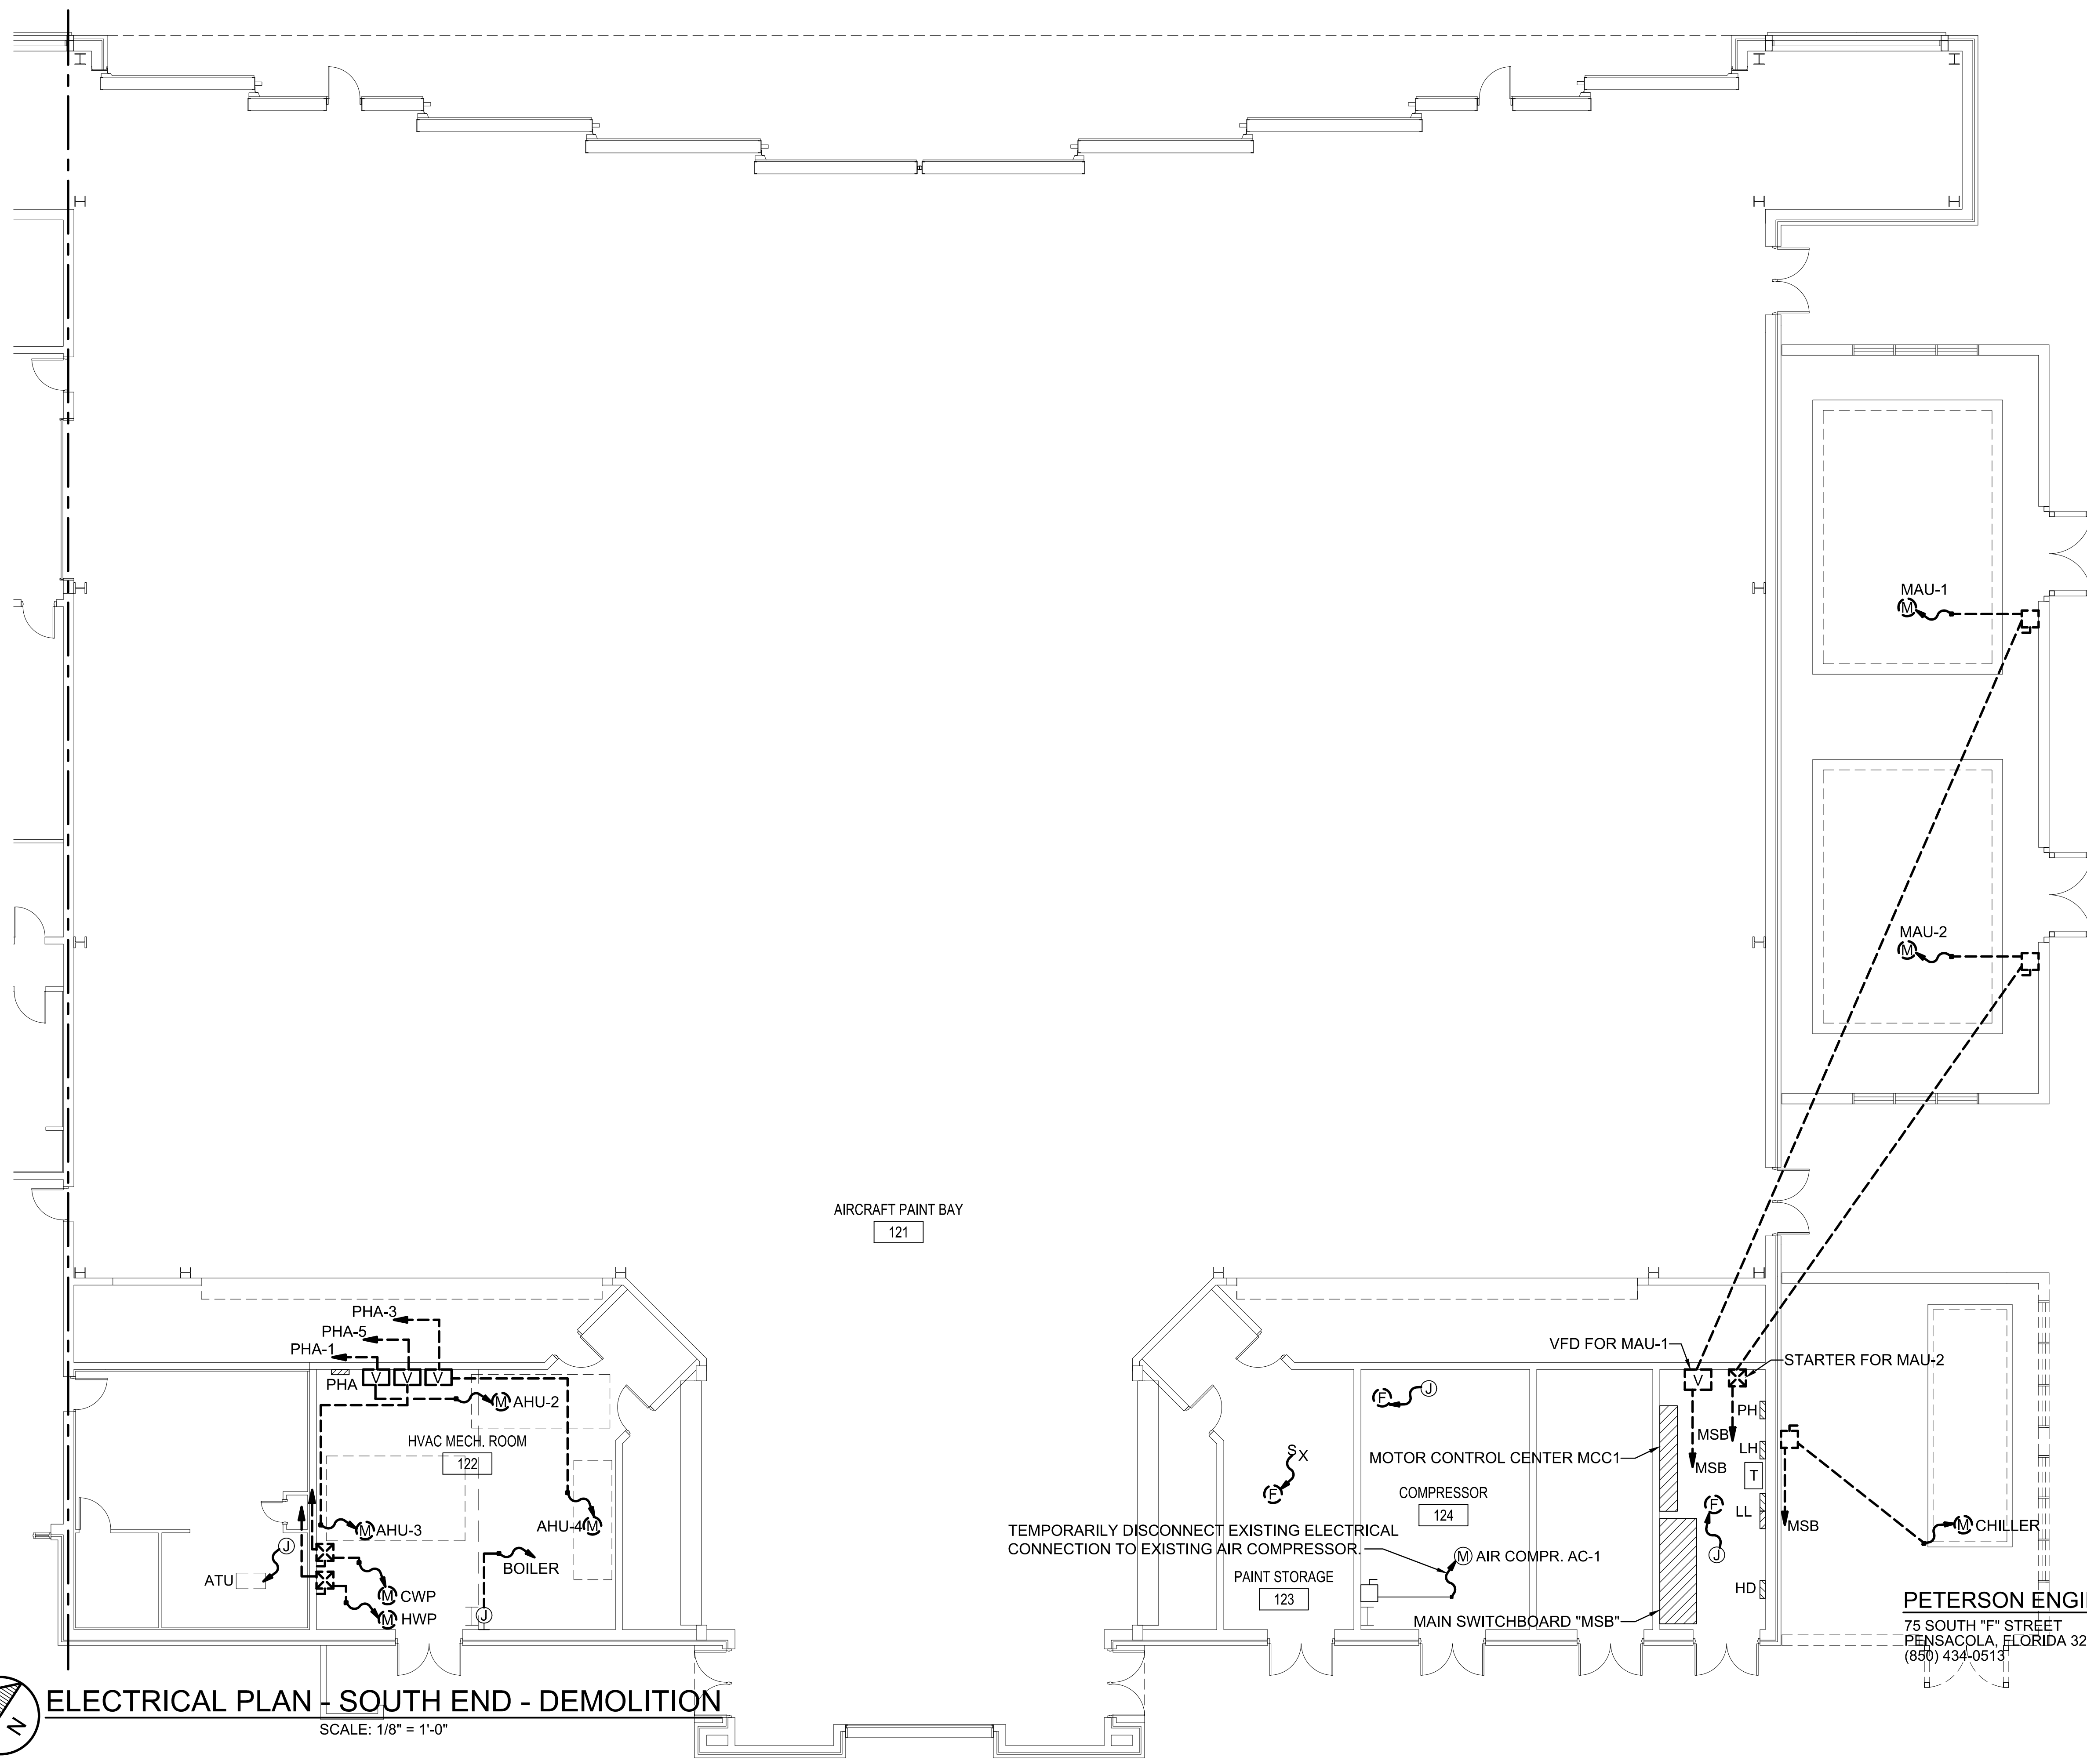 MAU-1
M
MAU-2
M
AIRCRAFT PAINT BAY
121
PHA-3
PHA-5
PHA-1
PHA
V
V
V
M AHU-2
HVAC MECH. ROOM
122
M AHU-3
AHU-4 M
J
ATU
BOILER
M CWP
M HWP
J
VFD FOR MAU-1
STARTER FOR MAU-2
V
F
J
PH
MSB
LH
MSB
T
S X
F
MOTOR CONTROL CENTER MCC1
COMPRESSOR
124
F
LL
MSB
TEMPORARILY DISCONNECT EXISTING ELECTRICAL
CONNECTION TO EXISTING AIR COMPRESSOR.
M AIR COMPR. AC-1
J
M CHILLER
PAINT STORAGE
123
HD
MAIN SWITCHBOARD "MSB"
PETERSON ENGI
75 SOUTH "F" STREET
PENSACOLA, FLORIDA 32
(850) 434-0513
N
ELECTRICAL PLAN - SOUTH END - DEMOLITION
SCALE: 1/8" = 1'-0"